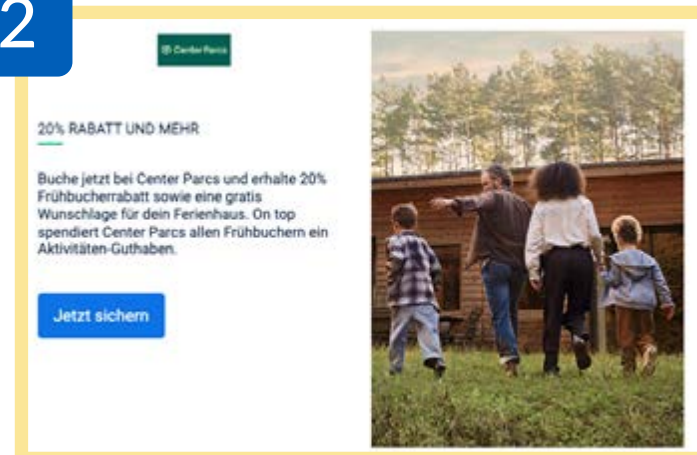 2
Center Parcs
20% RABATT UND MEHR
Buche jetzt bei Center Parcs und erhalte 20%
Frühbucherrabatt sowie eine gratis
Wunschlage für dein Ferienhaus. On top
spendiert Center Parcs allen Frühbuchern ein
Aktivitäten-Guthaben.
Jetzt sichern